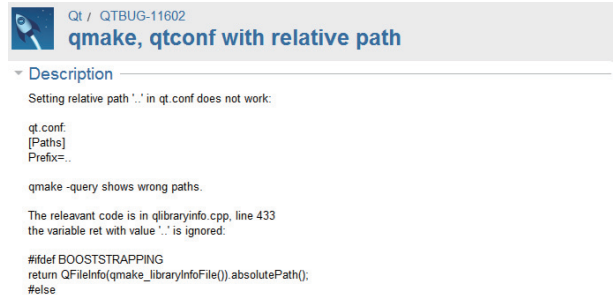 Qt / QTBUG-11602
qmake, qtconf with relative path
Description
Setting relative path '..' in qt.conf does not work:
qt.conf:
[Paths]
Prefix=..
qmake -query shows wrong paths.
The releavant code is in qlibraryinfo.cpp, line 433
the variable ret with value '..' is ignored:
#ifdef BOOSTSTRAPPING
return QFileInfo(qmake_libraryInfoFile()).absolutePath();
#else